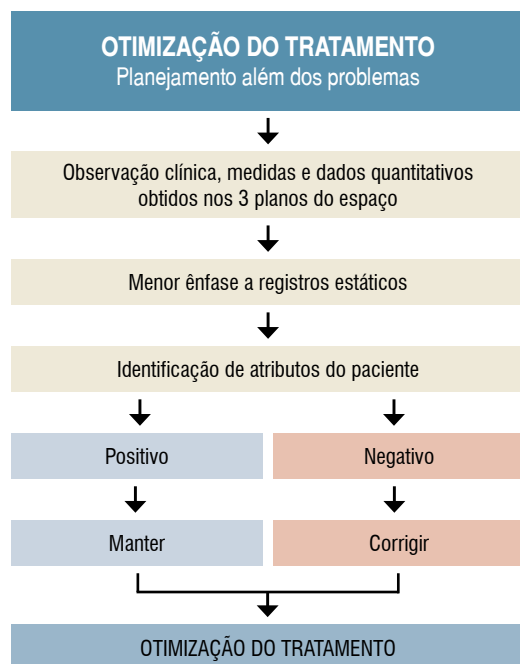 OTIMIZAÇÃO DO TRATAMENTO
Planejamento além dos problemas
Observação clínica, medidas e dados quantitativos
obtidos nos 3 planos do espaço
Menor ênfase a registros estáticos
Identificação de atributos do paciente
Positivo
Negativo
Manter
Corrigir
OTIMIZAÇÃO DO TRATAMENTO